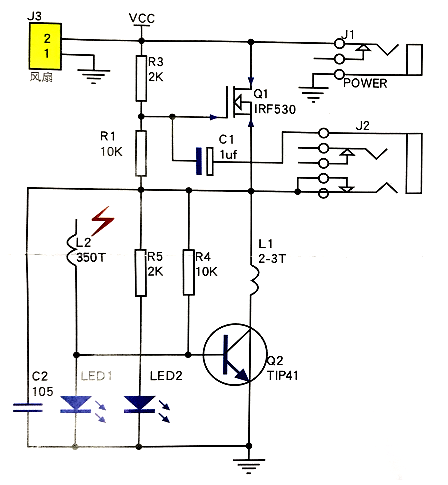 J3
VCC
2
1
风扇
R3
2K
J1
POWER
Q1
IRF530
R1
10K
C1
1uf
J2
L2
350T
R5
2K
R4
10K
L1
2-3T
Q2
TIP41
C2
105
LED1
LED2